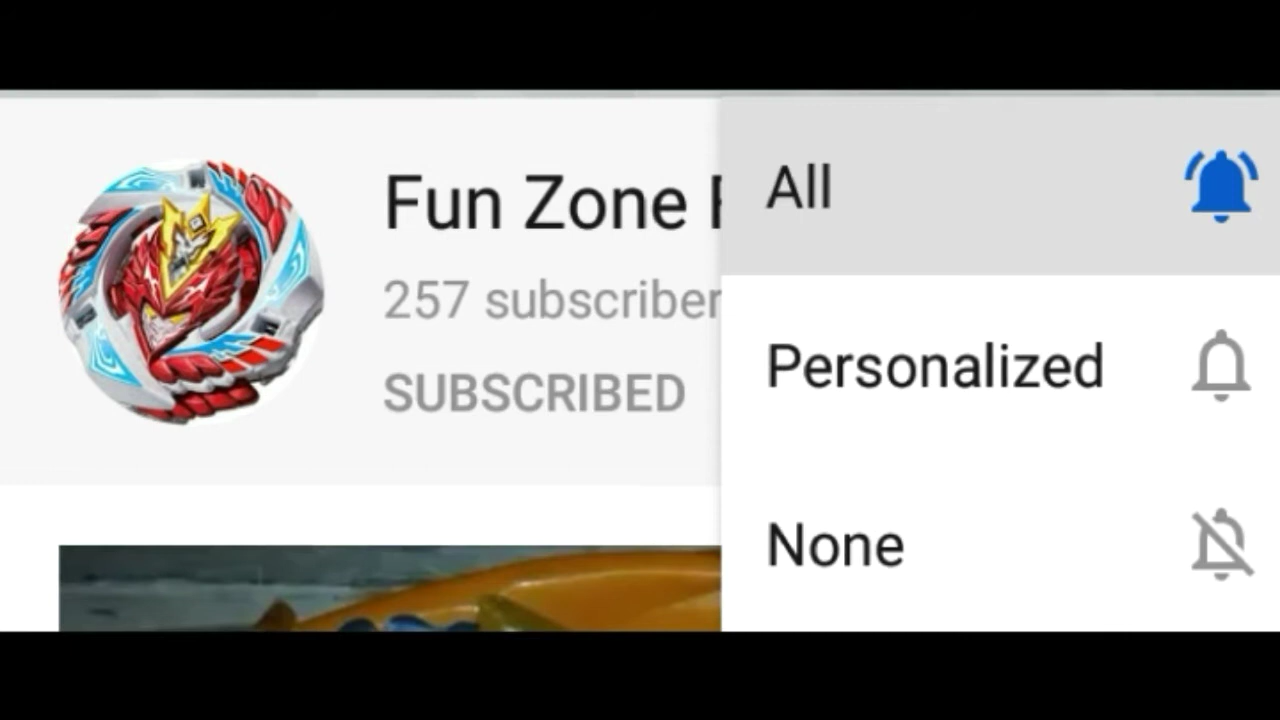 Fun Zone
257 subscriber
SUBSCRIBED
All
Personalized
None